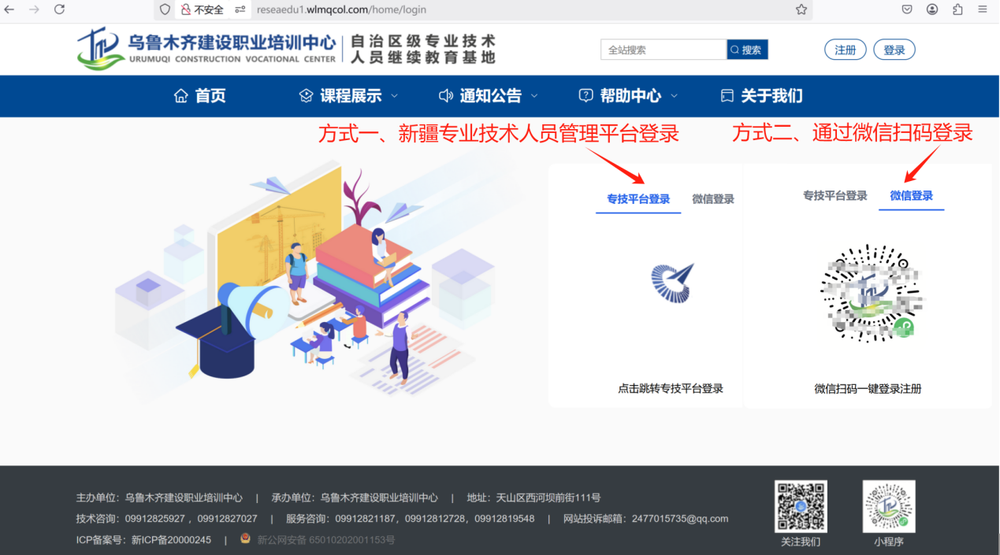 不安全
reseaedu1.wlmqcol.com/home/login
乌鲁木齐建设职业培训中心
URUMUQI CONSTRUCTION VOCATIONAL CENTER
自治区级专业技术
人员继续教育基地
全站搜索
搜索
注册
登录
首页
课程展示
通知公告
帮助中心
关于我们
方式一、新疆专业技术人员管理平台登录
方式二、通过微信扫码登录
专技平台登录
微信登录
专技平台登录
微信登录
点击跳转专技平台登录
微信扫码一键登录注册
主办单位：乌鲁木齐建设职业培训中心 | 承办单位：乌鲁木齐建设职业培训中心 | 地址：天山区西河坝前街111号
技术咨询：09912825927，09912827027 | 服务咨询：09912821187，09912812728，09912819548 | 网站投诉邮箱：2477015735@qq.com
ICP备案号：新ICP备20000245 | 新公网安备 65010202001153号
关注我们
小程序